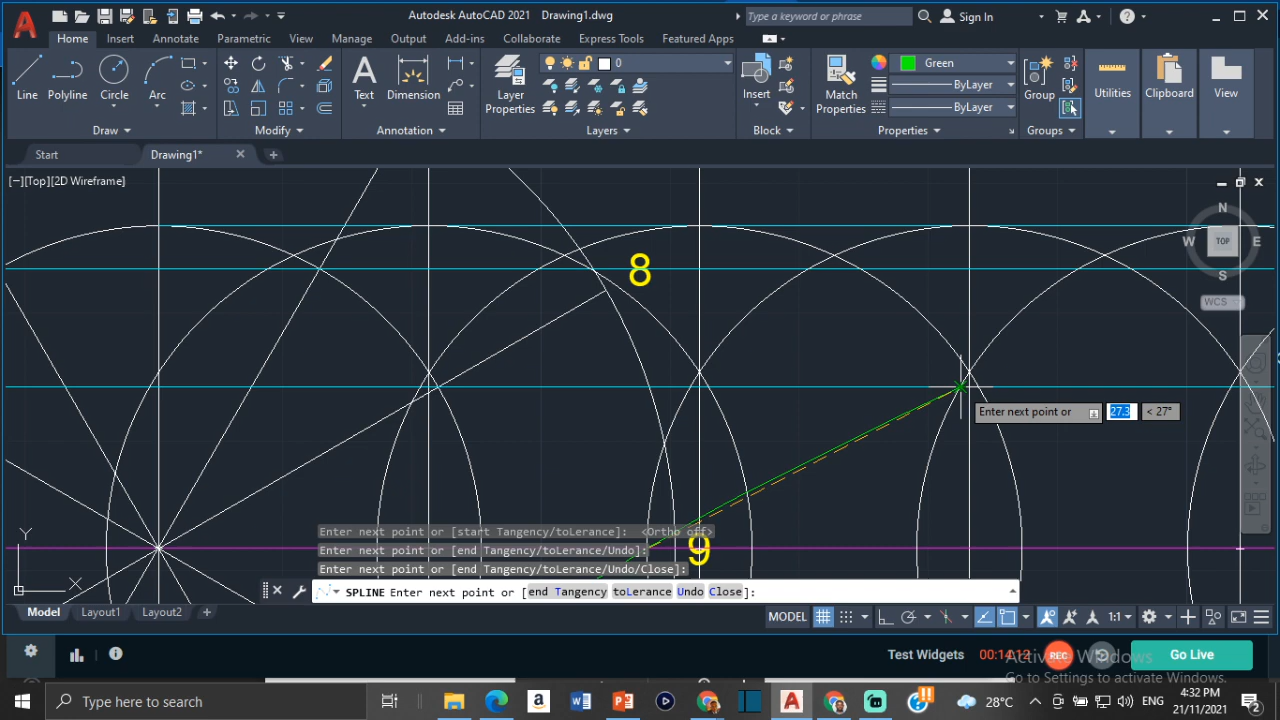 Autodesk AutoCAD 2021 Drawing1.dwg
Type a keyword or phrase
Sign In
Home Insert Annotate Parametric View Manage Output Add-ins Collaborate Express Tools Featured Apps
Line Polyline Circle Arc
Text Dimension
Layer Properties
0
Insert
Match Properties
Green
ByLayer
ByLayer
Group
Utilities
Clipboard
View
Draw Modify Annotation Layers Block Properties Groups
Start Drawing1*
[−][Top][2D Wireframe]
N
W TOP E
S
WCS
8
9
Enter next point or 27.3 < 27°
Y
X
Enter next point or [start Tangency/toLerance]: <Ortho off>
Enter next point or [end Tangency/toLerance/Undo]:
Enter next point or [end Tangency/toLerance/Undo/Close]:
SPLINE Enter next point or [end Tangency toLerance Undo Close]:
Model Layout1 Layout2 +
MODEL 1:1
Test Widgets 00:14:12 REC Go Live
Activate Windows
Go to Settings to activate Windows.
Type here to search
28°C
ENG
4:32 PM
21/11/2021
2